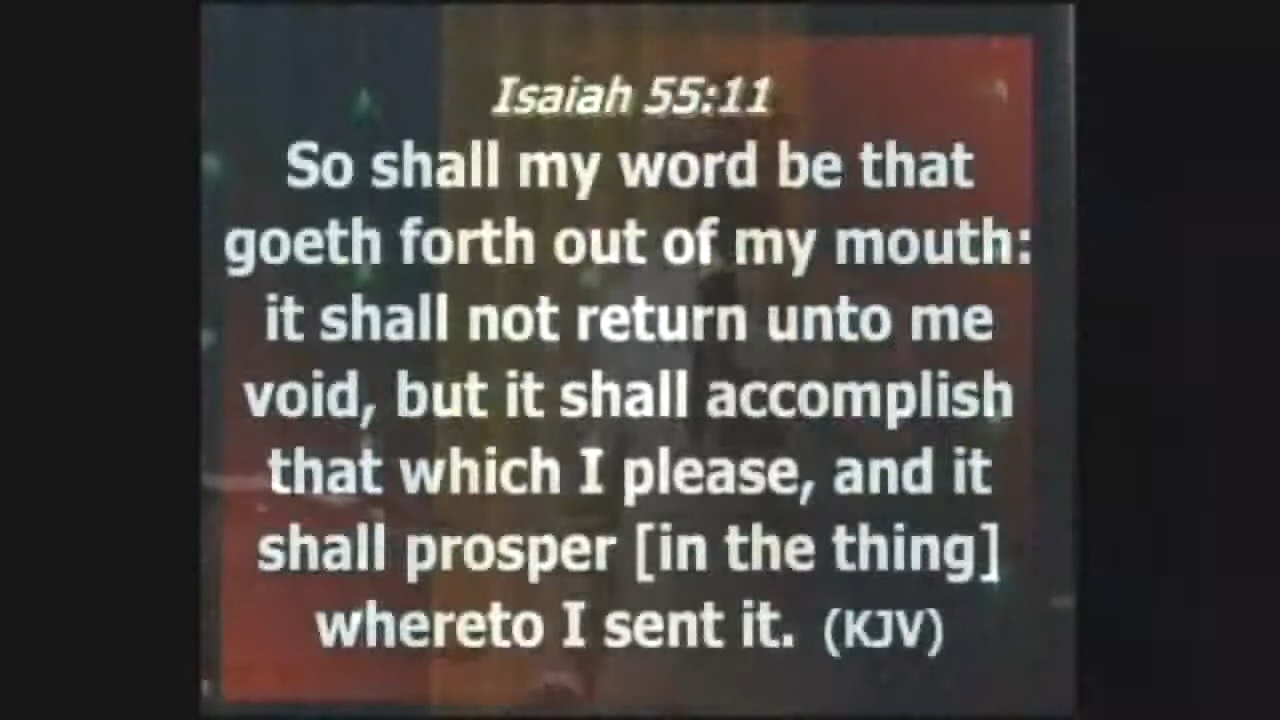 Isaiah 55:11
So shall my word be that
goeth forth out of my mouth:
it shall not return unto me
void, but it shall accomplish
that which I please, and it
shall prosper [in the thing]
whereto I sent it. (KJV)